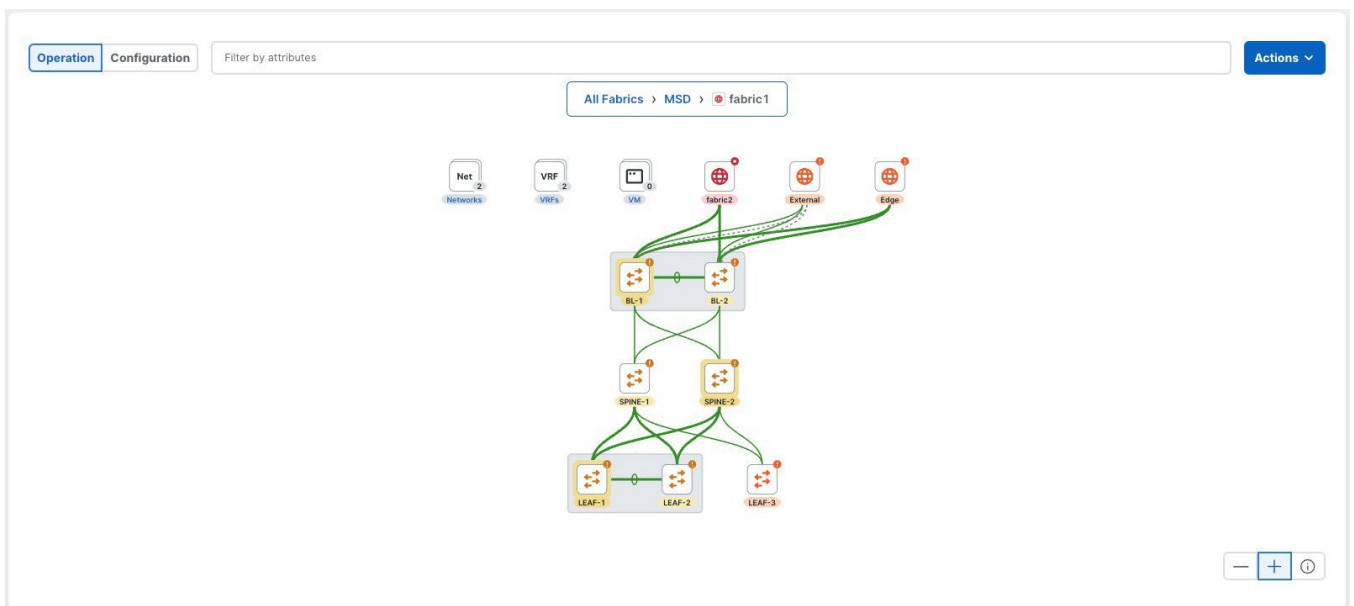 Operation Configuration Filter by attributes Actions
All Fabrics > MSD > fabric1
Net 2 VRF 2 0
Networks VRFs VM fabric2 External Edge
BL-1 BL-2
SPINE-1 SPINE-2
LEAF-1 LEAF-2 LEAF-3